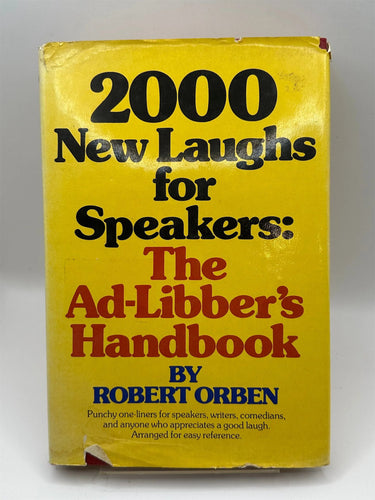 2000
New Laughs
for
Speakers:
The
Ad-Libber's
Handbook
BY
ROBERT ORBEN
Punchy one-liners for speakers, writers, comedians,
and anyone who appreciates a good laugh.
Arranged for easy reference.